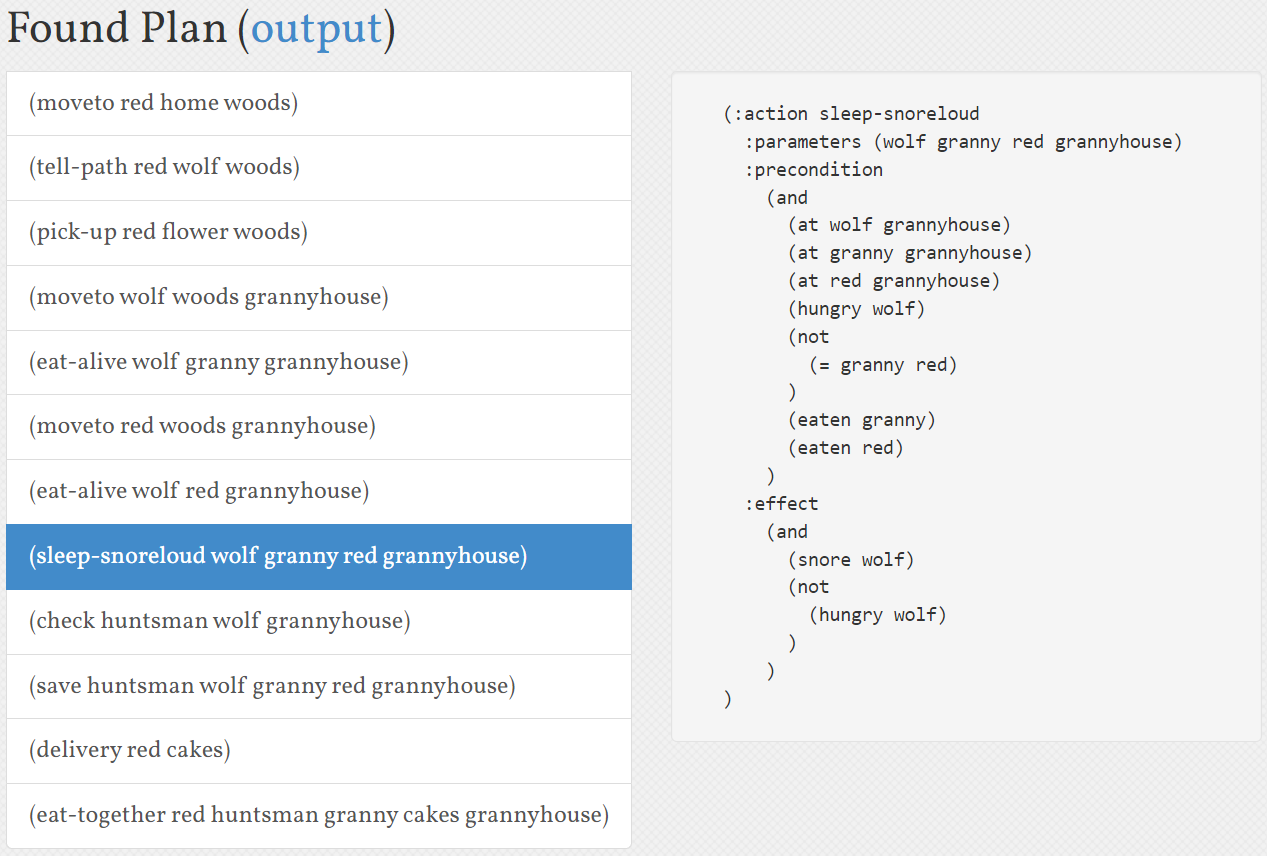 Found Plan (output)
(moveto red home woods)
(tell-path red wolf woods)
(pick-up red flower woods)
(moveto wolf woods grannyhouse)
(eat-alive wolf granny grannyhouse)
(moveto red woods grannyhouse)
(eat-alive wolf red grannyhouse)
(sleep-snoreloud wolf granny red grannyhouse)
(check huntsman wolf grannyhouse)
(save huntsman wolf granny red grannyhouse)
(delivery red cakes)
(eat-together red huntsman granny cakes grannyhouse)
(:action sleep-snoreloud
  :parameters (wolf granny red grannyhouse)
  :precondition
    (and
      (at wolf grannyhouse)
      (at granny grannyhouse)
      (at red grannyhouse)
      (hungry wolf)
      (not
        (= granny red)
      )
      (eaten granny)
      (eaten red)
    )
  :effect
    (and
      (snore wolf)
      (not
        (hungry wolf)
      )
    )
)